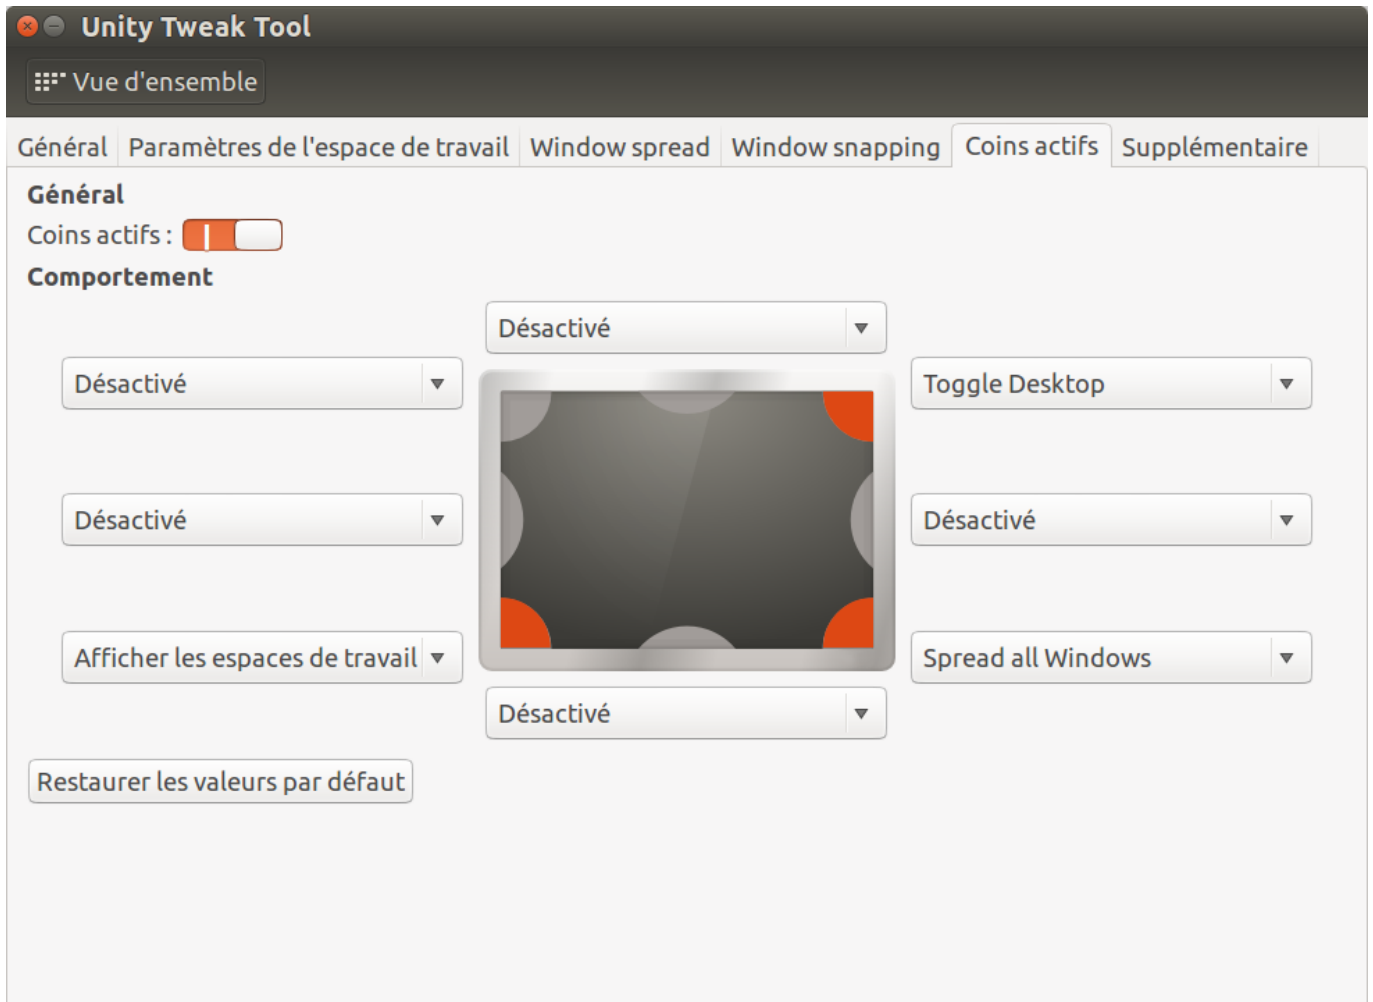 Unity Tweak Tool
Vue d'ensemble
Général Paramètres de l'espace de travail Window spread Window snapping Coins actifs Supplémentaire
Général
Coins actifs :
Comportement
Désactivé
Désactivé
Toggle Desktop
Désactivé
Désactivé
Afficher les espaces de travail
Spread all Windows
Désactivé
Restaurer les valeurs par défaut